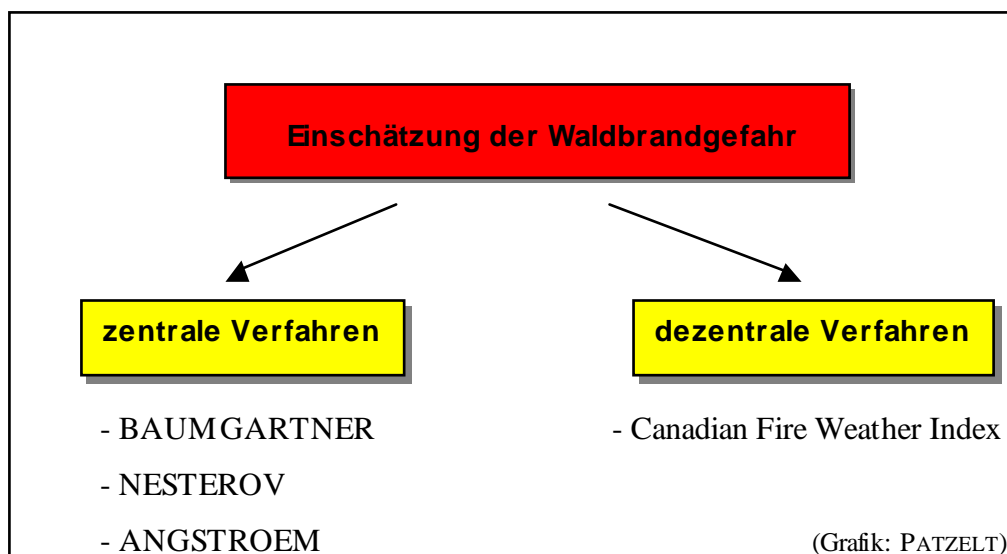 Einschätzung der Waldbrandgefahr
zentrale Verfahren
- BAUMGARTNER
- NESTEROV
- ANGSTROEM
dezentrale Verfahren
- Canadian Fire Weather Index
(Grafik: PATZELT)